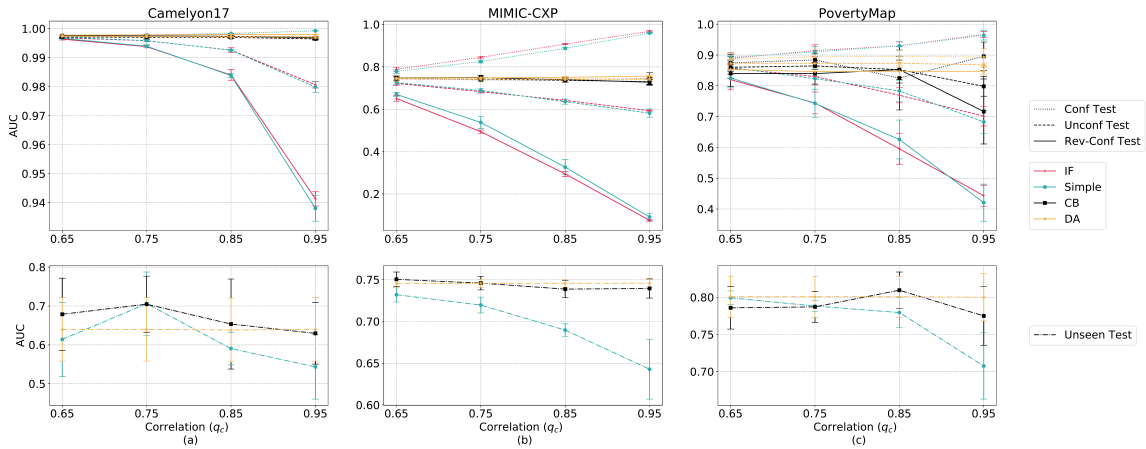 Camelyon17
MIMIC-CXP
PovertyMap
1.00
0.99
0.98
0.97
0.96
0.95
0.94
AUC
0.65
0.75
0.85
0.95
1.0
0.8
0.6
0.4
0.2
0.65
0.75
0.85
0.95
1.0
0.9
0.8
0.7
0.6
0.5
0.4
0.65
0.75
0.85
0.95
Conf Test
Unconf Test
Rev-Conf Test
IF
Simple
CB
DA
0.8
0.7
0.6
0.5
AUC
0.65
0.75
0.85
0.95
Correlation (q_c)
(a)
0.75
0.70
0.65
0.60
0.65
0.75
0.85
0.95
Correlation (q_c)
(b)
0.80
0.75
0.70
0.65
0.75
0.85
0.95
Correlation (q_c)
(c)
Unseen Test